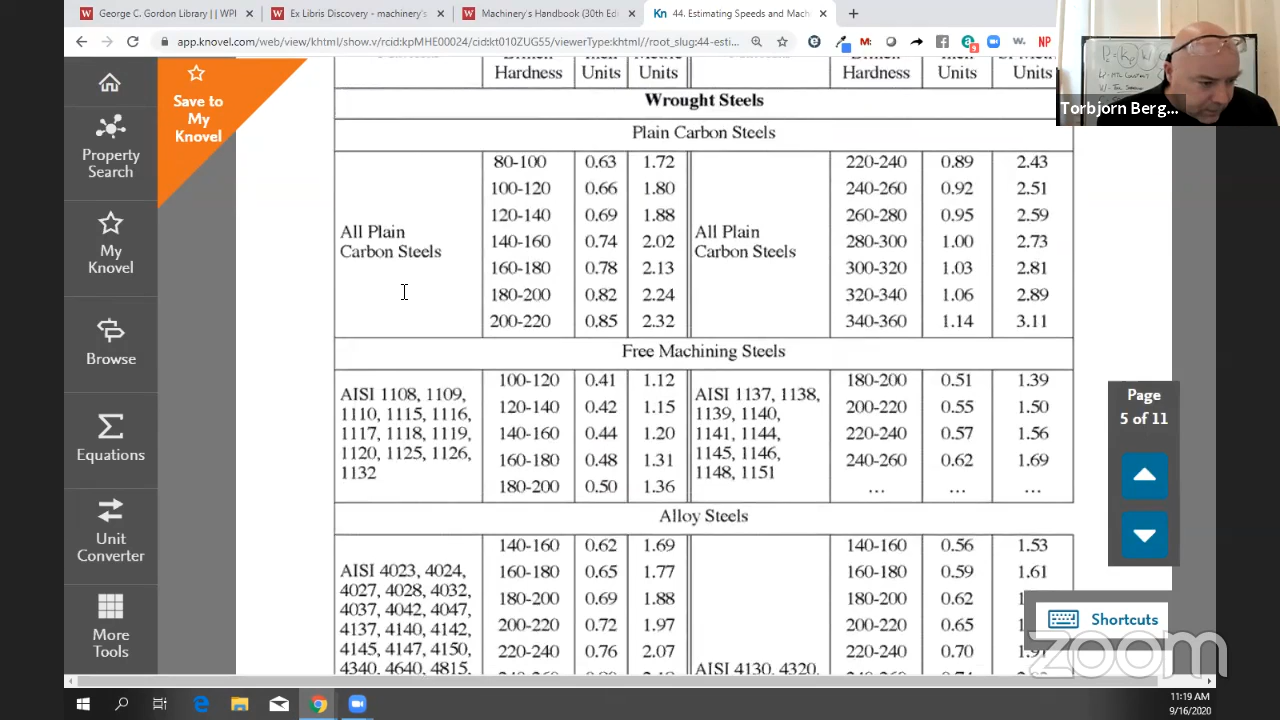 George C. Gordon Library | WPI
Ex Libris Discovery - machinery's
Machinery's Handbook (30th Edi
Kn 44. Estimating Speeds and Mach
app.knovel.com/web/view/khtml/show.v/rcid:kpMHE00024/cid:kt010ZUG55/viewerType:khtml//root_slug:44-esti...
Torbjorn Berg...
Save to
My
Knovel
Property
Search
My
Knovel
Browse
Equations
Unit
Converter
More
Tools
Hardness Units Units Hardness Units Units
Wrought Steels
Plain Carbon Steels
All Plain
Carbon Steels
80-100 0.63 1.72
100-120 0.66 1.80
120-140 0.69 1.88
140-160 0.74 2.02
160-180 0.78 2.13
180-200 0.82 2.24
200-220 0.85 2.32
All Plain
Carbon Steels
220-240 0.89 2.43
240-260 0.92 2.51
260-280 0.95 2.59
280-300 1.00 2.73
300-320 1.03 2.81
320-340 1.06 2.89
340-360 1.14 3.11
Free Machining Steels
AISI 1108, 1109,
1110, 1115, 1116,
1117, 1118, 1119,
1120, 1125, 1126,
1132
100-120 0.41 1.12
120-140 0.42 1.15
140-160 0.44 1.20
160-180 0.48 1.31
180-200 0.50 1.36
AISI 1137, 1138,
1139, 1140,
1141, 1144,
1145, 1146,
1148, 1151
180-200 0.51 1.39
200-220 0.55 1.50
220-240 0.57 1.56
240-260 0.62 1.69
... ... ...
Alloy Steels
AISI 4023, 4024,
4027, 4028, 4032,
4037, 4042, 4047,
4137, 4140, 4142,
4145, 4147, 4150,
4340, 4640, 4815,
140-160 0.62 1.69
160-180 0.65 1.77
180-200 0.69 1.88
200-220 0.72 1.97
220-240 0.76 2.07
AISI 4130, 4320,
140-160 0.56 1.53
160-180 0.59 1.61
180-200 0.62
200-220 0.65
220-240 0.70
Page
5 of 11
Shortcuts
zoom
11:19 AM
9/16/2020